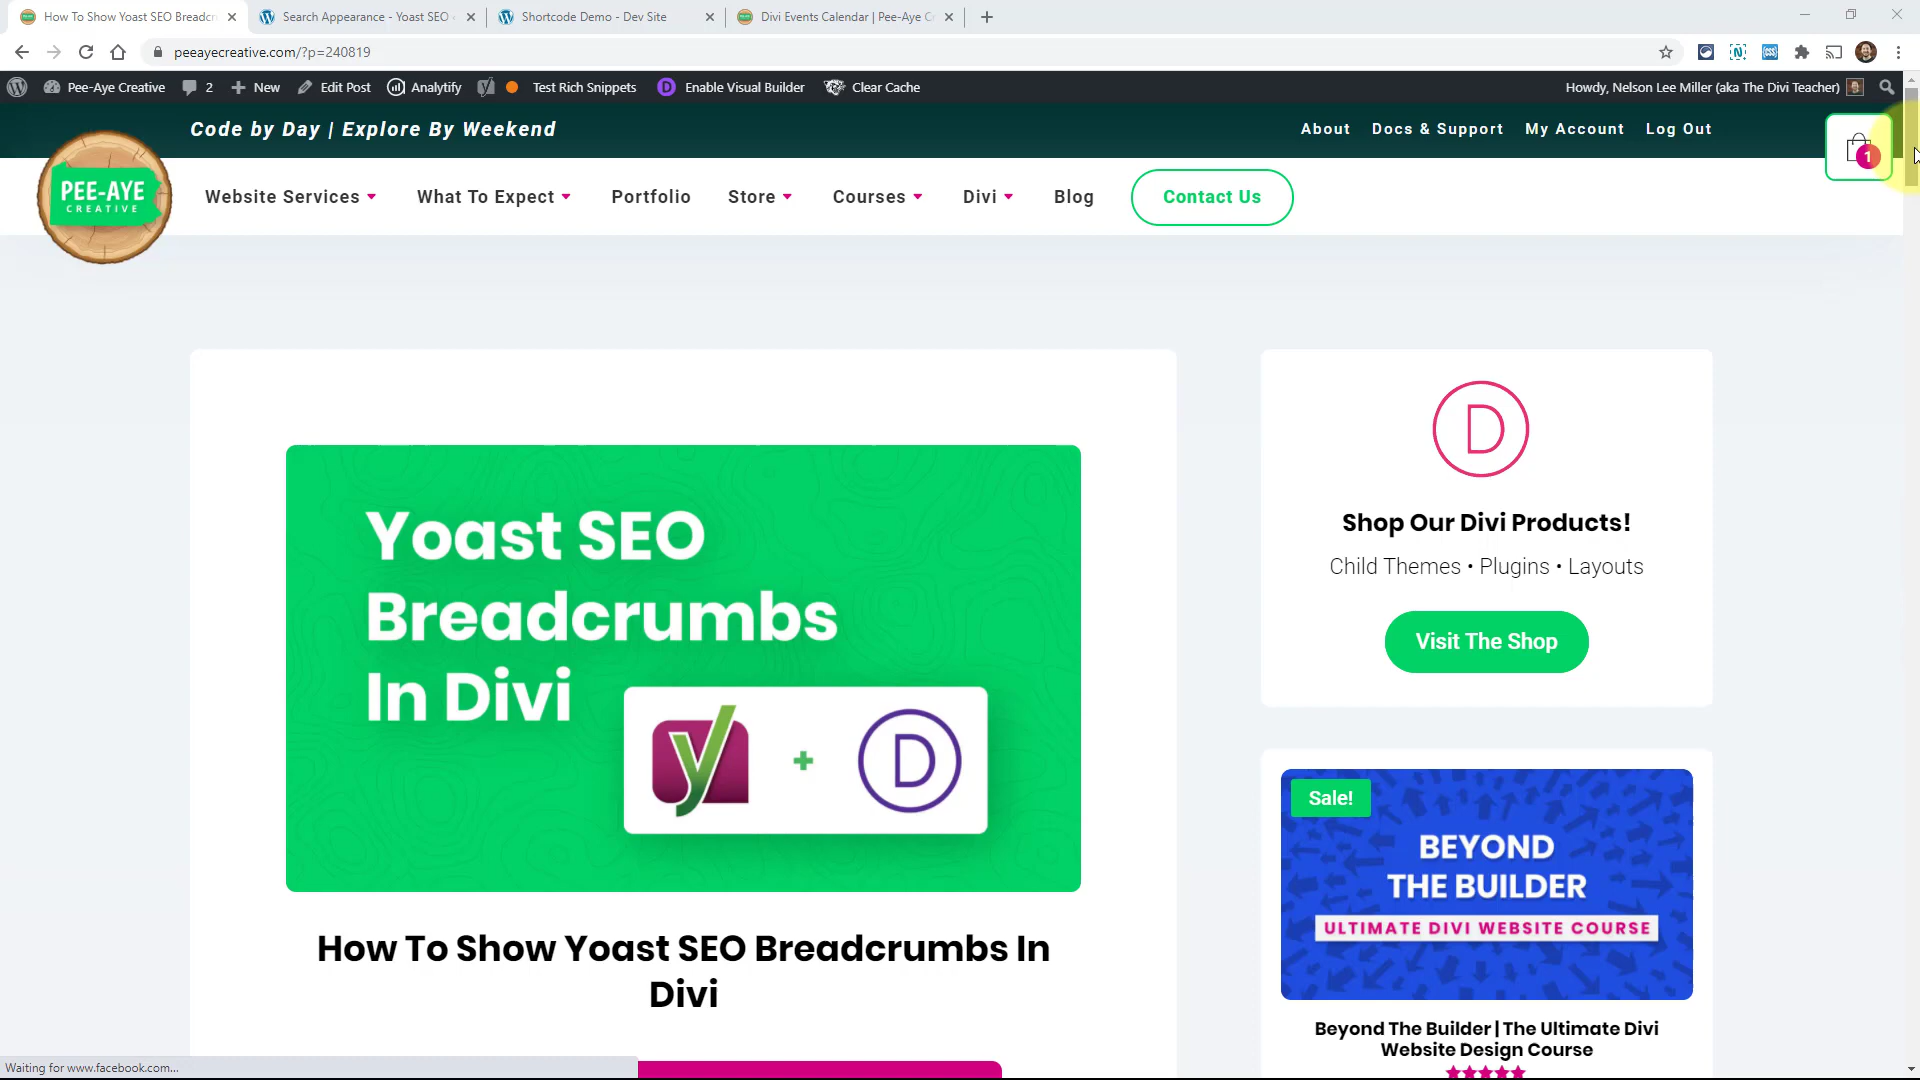 How To Show Yoast SEO Breadcr
Search Appearance - Yoast SEO
Shortcode Demo - Dev Site
Divi Events Calendar | Pee-Aye C
peeayecreative.com/?p=240819
Pee-Aye Creative
2
New
Edit Post
Analytify
Test Rich Snippets
Enable Visual Builder
Clear Cache
Howdy, Nelson Lee Miller (aka The Divi Teacher)
Code by Day | Explore By Weekend
About
Docs & Support
My Account
Log Out
1
PEE-AYE
CREATIVE
Website Services
What To Expect
Portfolio
Store
Courses
Divi
Blog
Contact Us
Yoast SEO
Breadcrumbs
In Divi
y
+
D
How To Show Yoast SEO Breadcrumbs In
Divi
D
Shop Our Divi Products!
Child Themes • Plugins • Layouts
Visit The Shop
Sale!
BEYOND
THE BUILDER
ULTIMATE DIVI WEBSITE COURSE
Beyond The Builder | The Ultimate Divi
Website Design Course
Waiting for www.facebook.com...